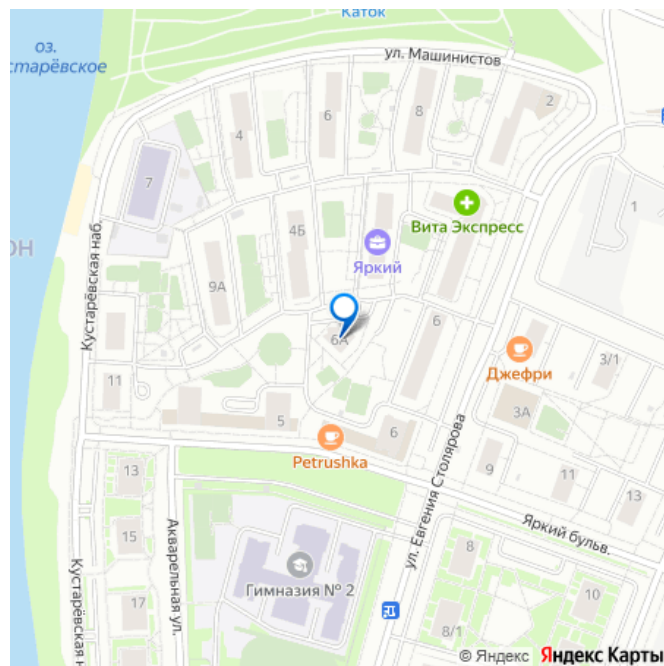 Каток
оз.
старёвское
ул. Машинистов
2
8
6
4
1
7
Вита Экспресс
4Б
ОН
Яркий
9А
Кустарёвская наб.
6
6А
3/1
Джефри
11
3А
5
6
Petrushka
9
11
13
13
ул. Евгения Столярова
Яркий бульв.
15
Акварельная ул.
8
Гимназия № 2
10
17
Кустарёвская н
8/1
© Яндекс Яндекс Карты